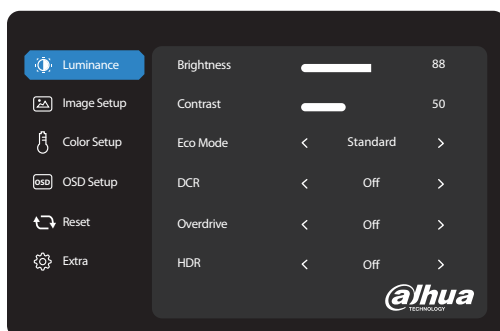 Luminance
Image Setup
Color Setup
OSD OSD Setup
Reset
Extra
Brightness 88
Contrast 50
Eco Mode < Standard >
DCR < Off >
Overdrive < Off >
HDR < Off >
alhua
TECHNOLOGY